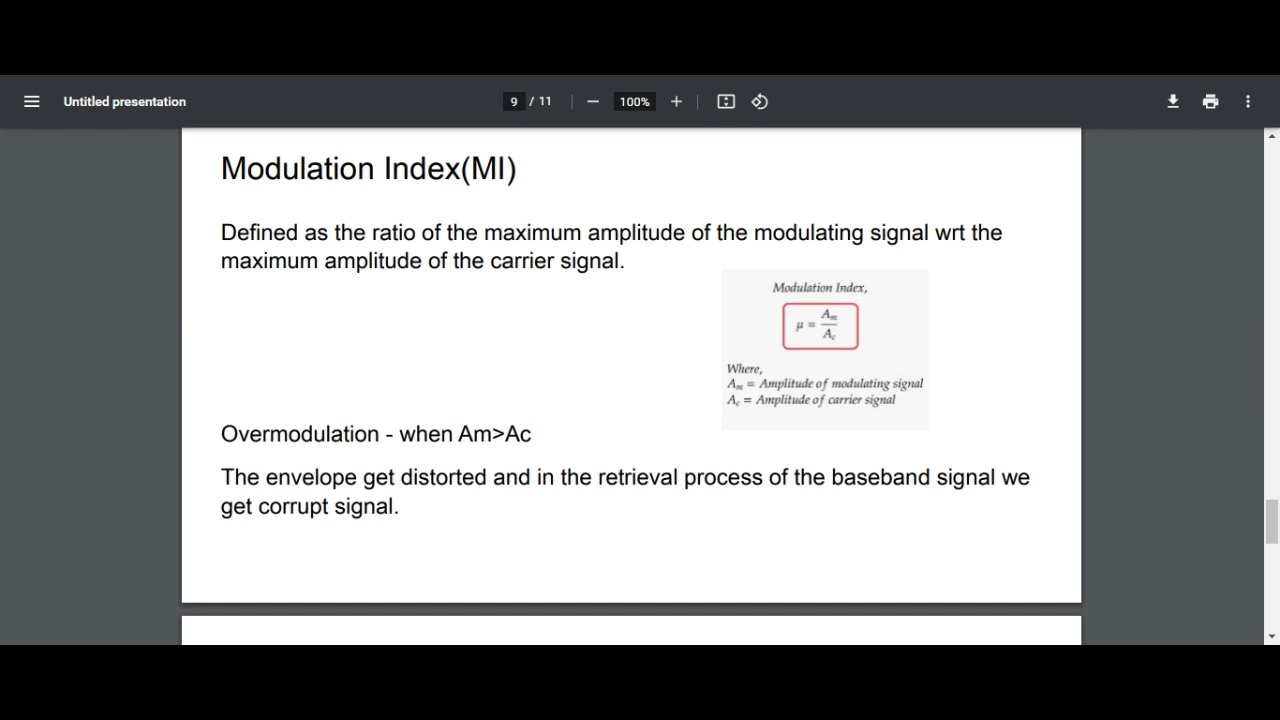 Untitled presentation
9 / 11
100%
Modulation Index(MI)
Defined as the ratio of the maximum amplitude of the modulating signal wrt the
maximum amplitude of the carrier signal.
Modulation Index,
μ = Am/Ac
Where,
Am = Amplitude of modulating signal
Ac = Amplitude of carrier signal
Overmodulation - when Am>Ac
The envelope get distorted and in the retrieval process of the baseband signal we
get corrupt signal.